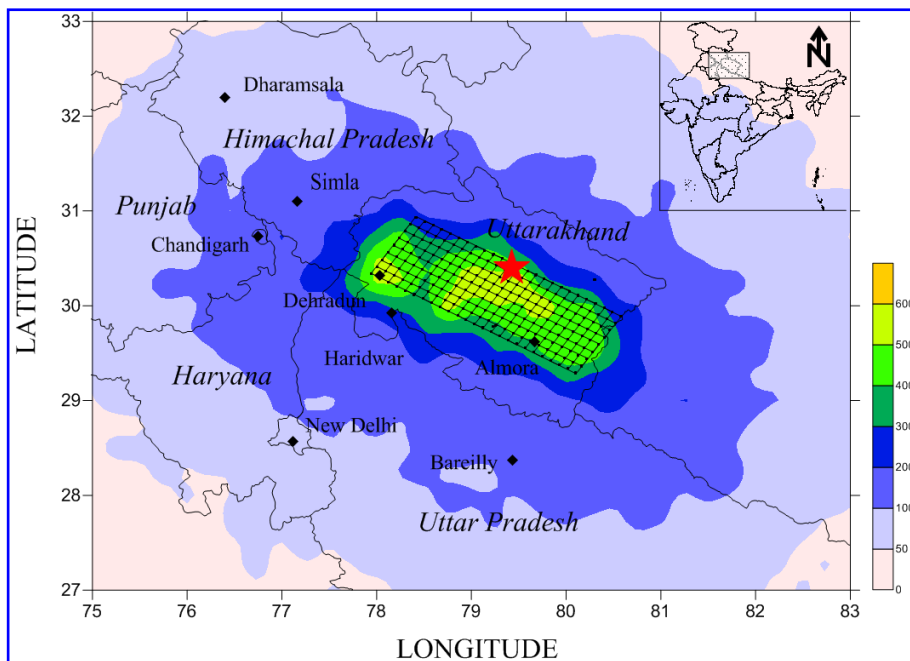 33
32
31
30
29
28
27
75
76
77
78
79
80
81
82
83
LATITUDE
LONGITUDE
N
Dharamsala
Himachal Pradesh
Simla
Punjab
Chandigarh
Uttarakhand
Dehradun
Haridwar
Almora
Haryana
New Delhi
Bareilly
Uttar Pradesh
600
500
400
300
200
100
50
0